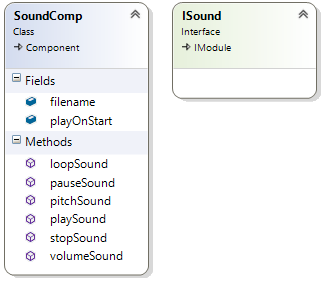 SoundComp
Class
Component
Fields
filename
playOnStart
Methods
loopSound
pauseSound
pitchSound
playSound
stopSound
volumeSound
ISound
Interface
IModule